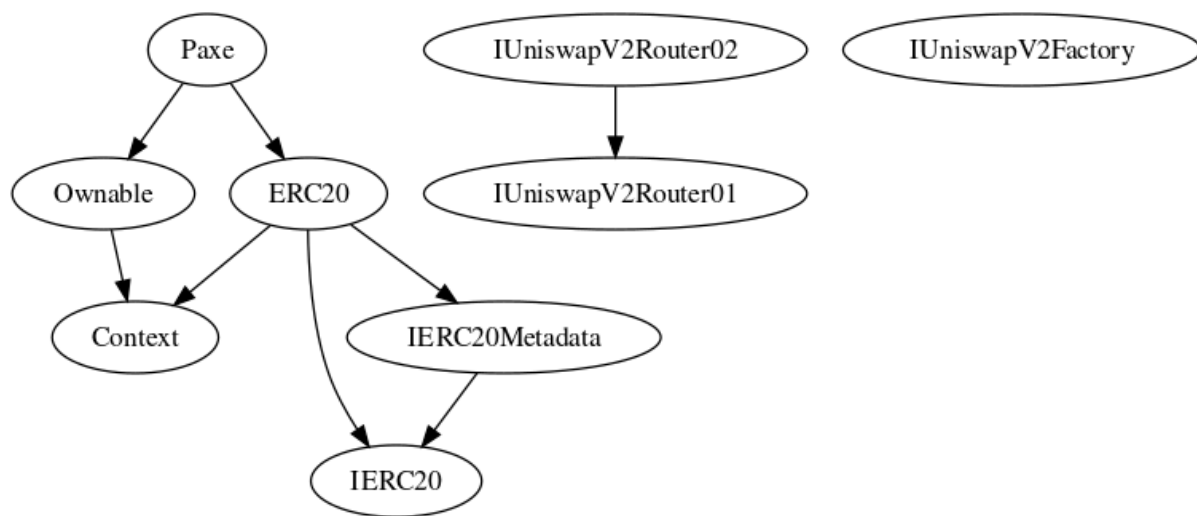 Paxe
IUniswapV2Router02
IUniswapV2Factory
Ownable
ERC20
IUniswapV2Router01
Context
IERC20Metadata
IERC20